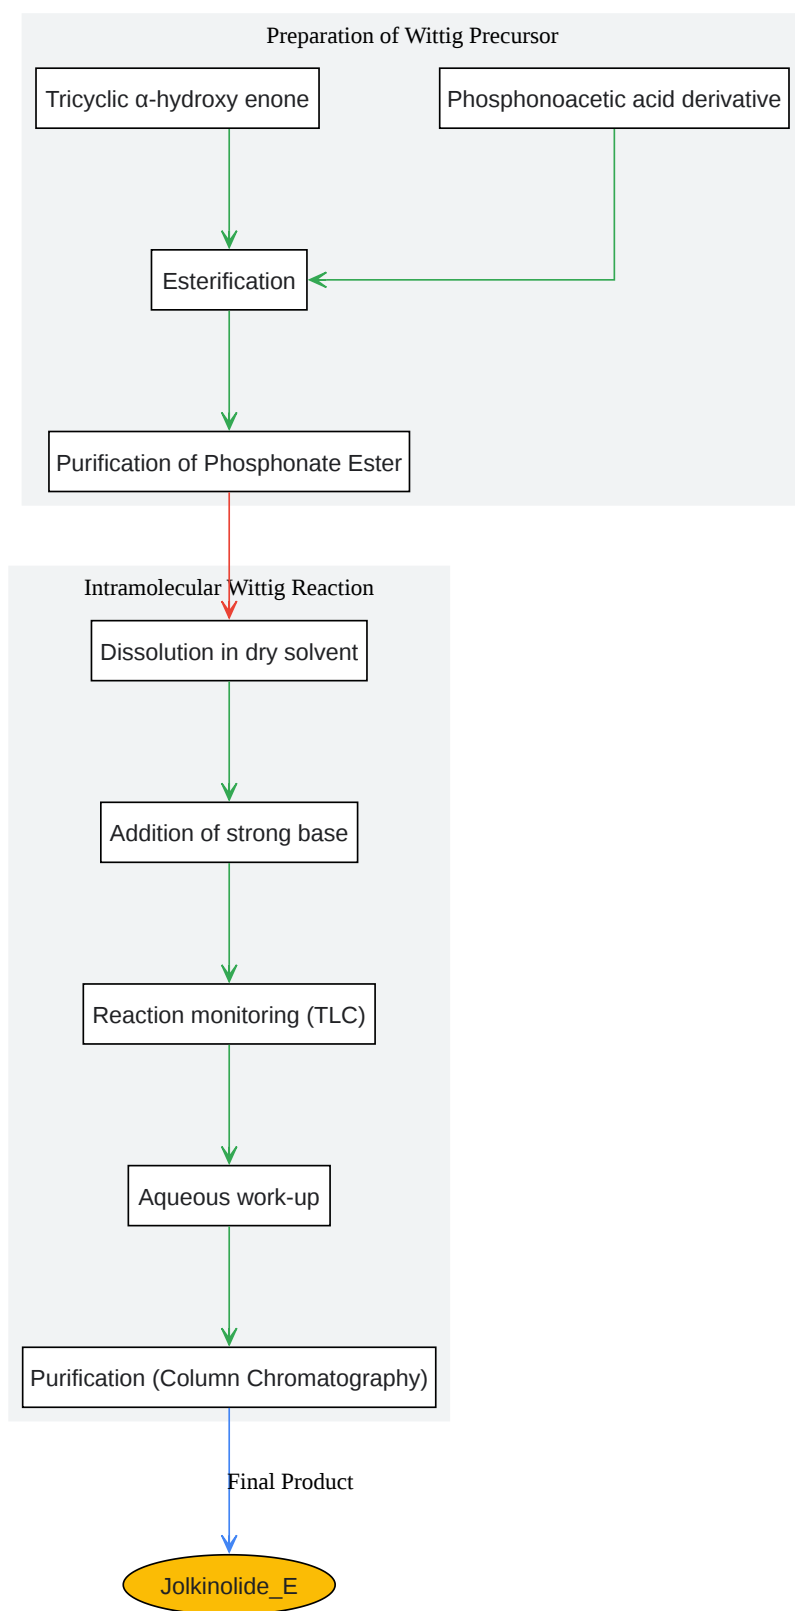 Preparation of Wittig Precursor
Tricyclic α-hydroxy enone
Phosphonoacetic acid derivative
Esterification
Purification of Phosphonate Ester
Intramolecular Wittig Reaction
Dissolution in dry solvent
Addition of strong base
Reaction monitoring (TLC)
Aqueous work-up
Purification (Column Chromatography)
Final Product
Jolkinolide_E